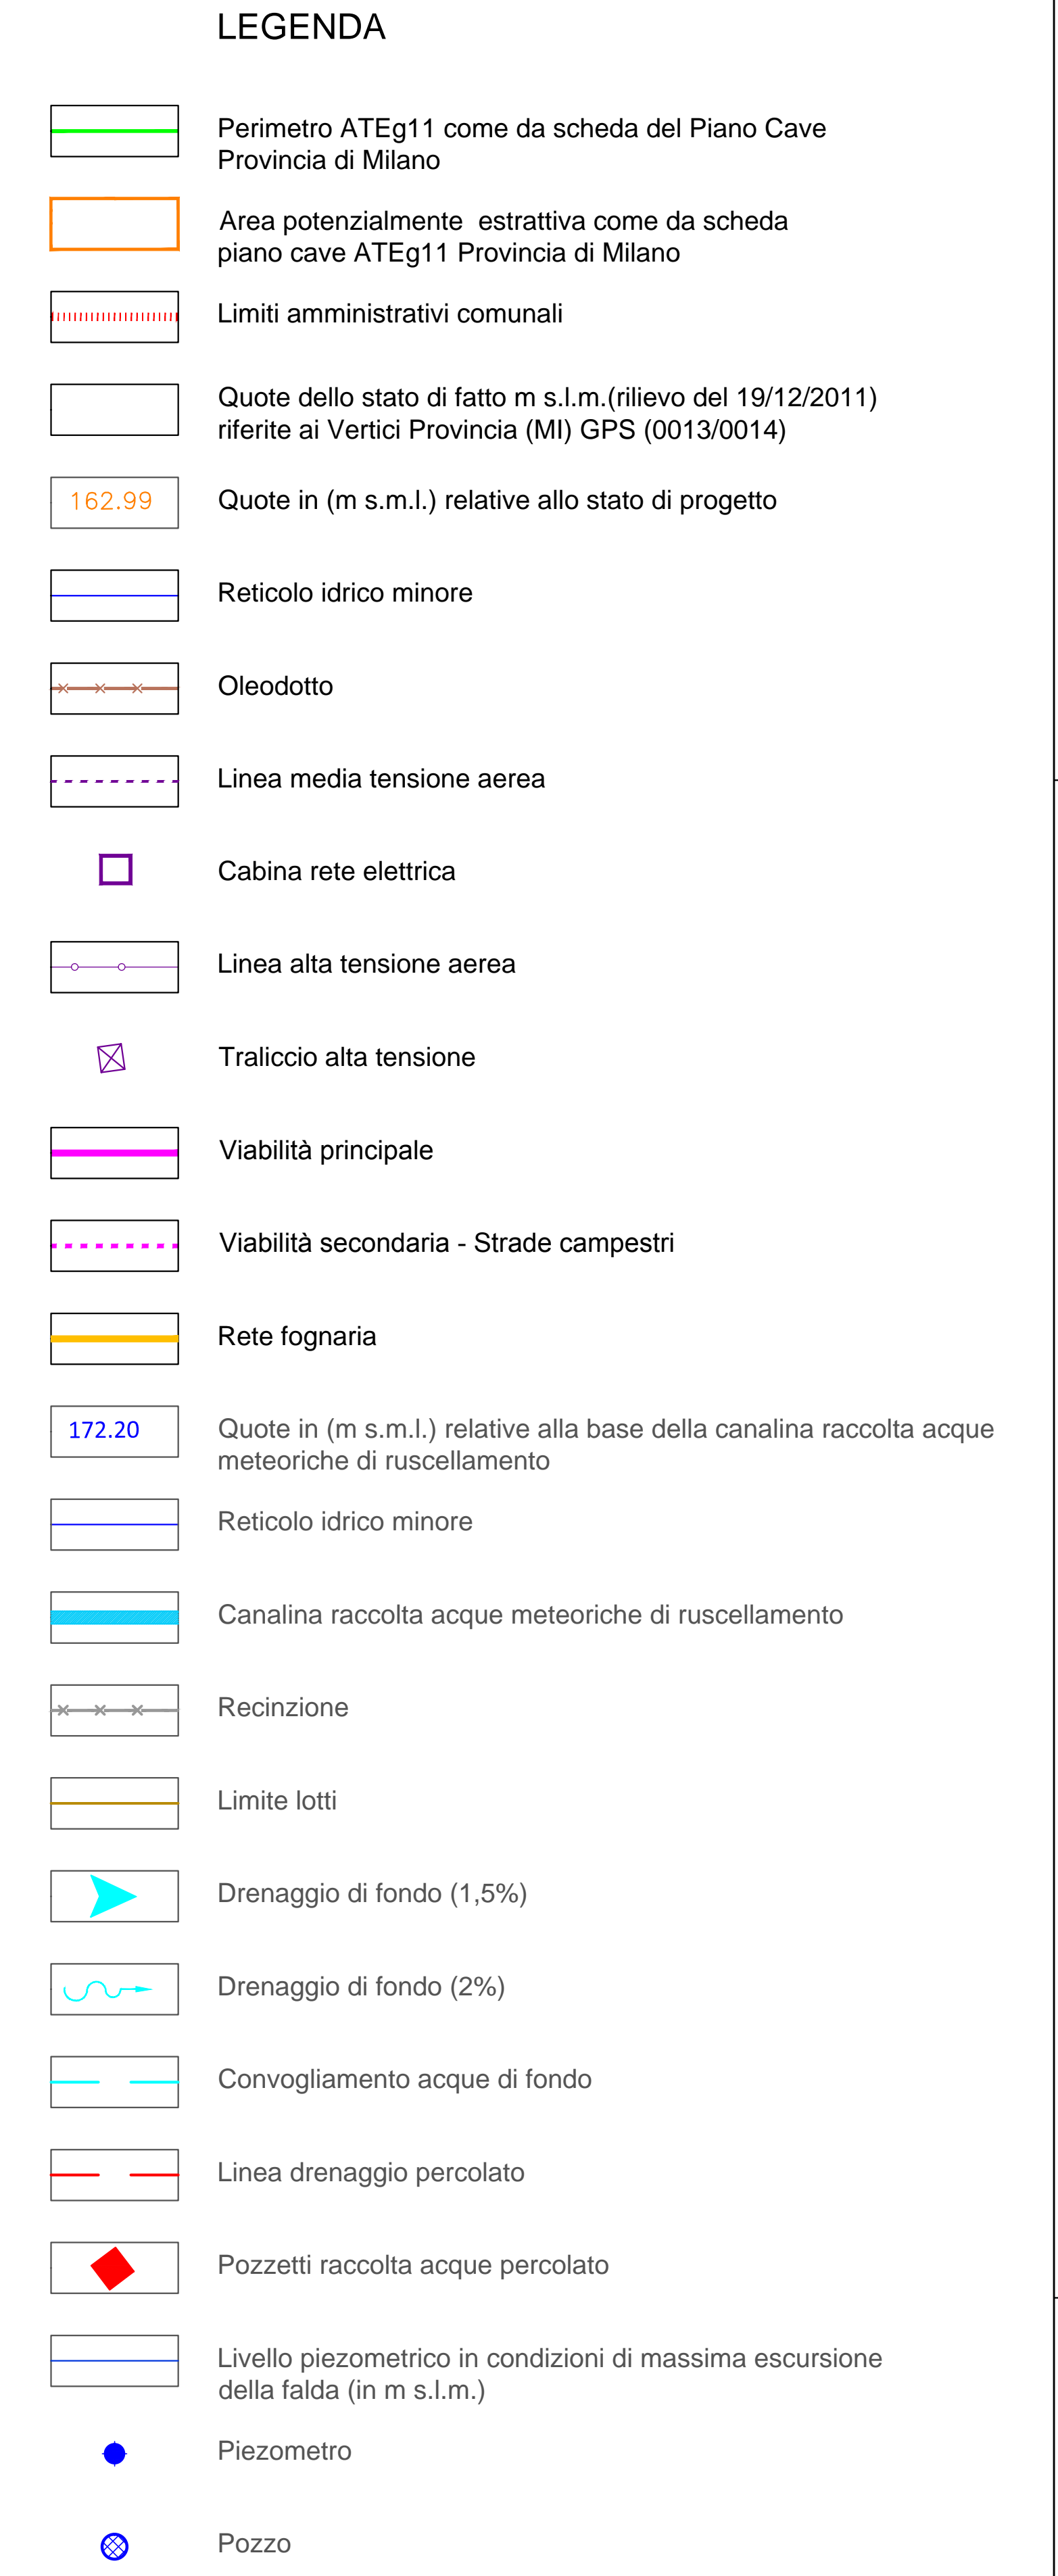 LEGENDA
Perimetro ATEg11 come da scheda del Piano Cave
Provincia di Milano
Area potenzialmente estrattiva come da scheda
piano cave ATEg11 Provincia di Milano
Limiti amministrativi comunali
Quote dello stato di fatto m s.l.m.(rilievo del 19/12/2011)
riferite ai Vertici Provincia (MI) GPS (0013/0014)
162.99 Quote in (m s.m.l.) relative allo stato di progetto
Reticolo idrico minore
Oleodotto
Linea media tensione aerea
Cabina rete elettrica
Linea alta tensione aerea
Traliccio alta tensione
Viabilità principale
Viabilità secondaria - Strade campestri
Rete fognaria
172.20 Quote in (m s.m.l.) relative alla base della canalina raccolta acque
meteoriche di ruscellamento
Reticolo idrico minore
Canalina raccolta acque meteoriche di ruscellamento
Recinzione
Limite lotti
Drenaggio di fondo (1,5%)
Drenaggio di fondo (2%)
Convogliamento acque di fondo
Linea drenaggio percolato
Pozzetti raccolta acque percolato
Livello piezometrico in condizioni di massima escursione
della falda (in m s.l.m.)
Piezometro
Pozzo